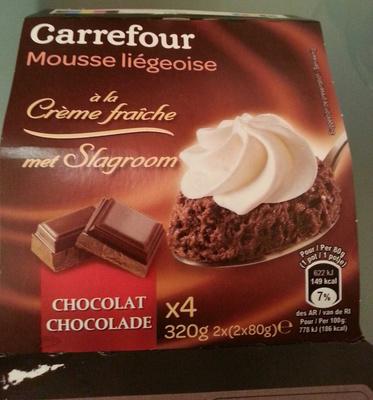 Carrefour
Mousse liégeoise
à la
Crème fraîche
met Slagroom
CHOCOLAT
CHOCOLADE
x4
320g 2x(2x80g)e
Pour / Per 80g
(1 pot / 1 potje)
622 kJ
149 kcal
7%
des AR / van de RI
Pour / Per 100g:
778 kJ (186 kcal)